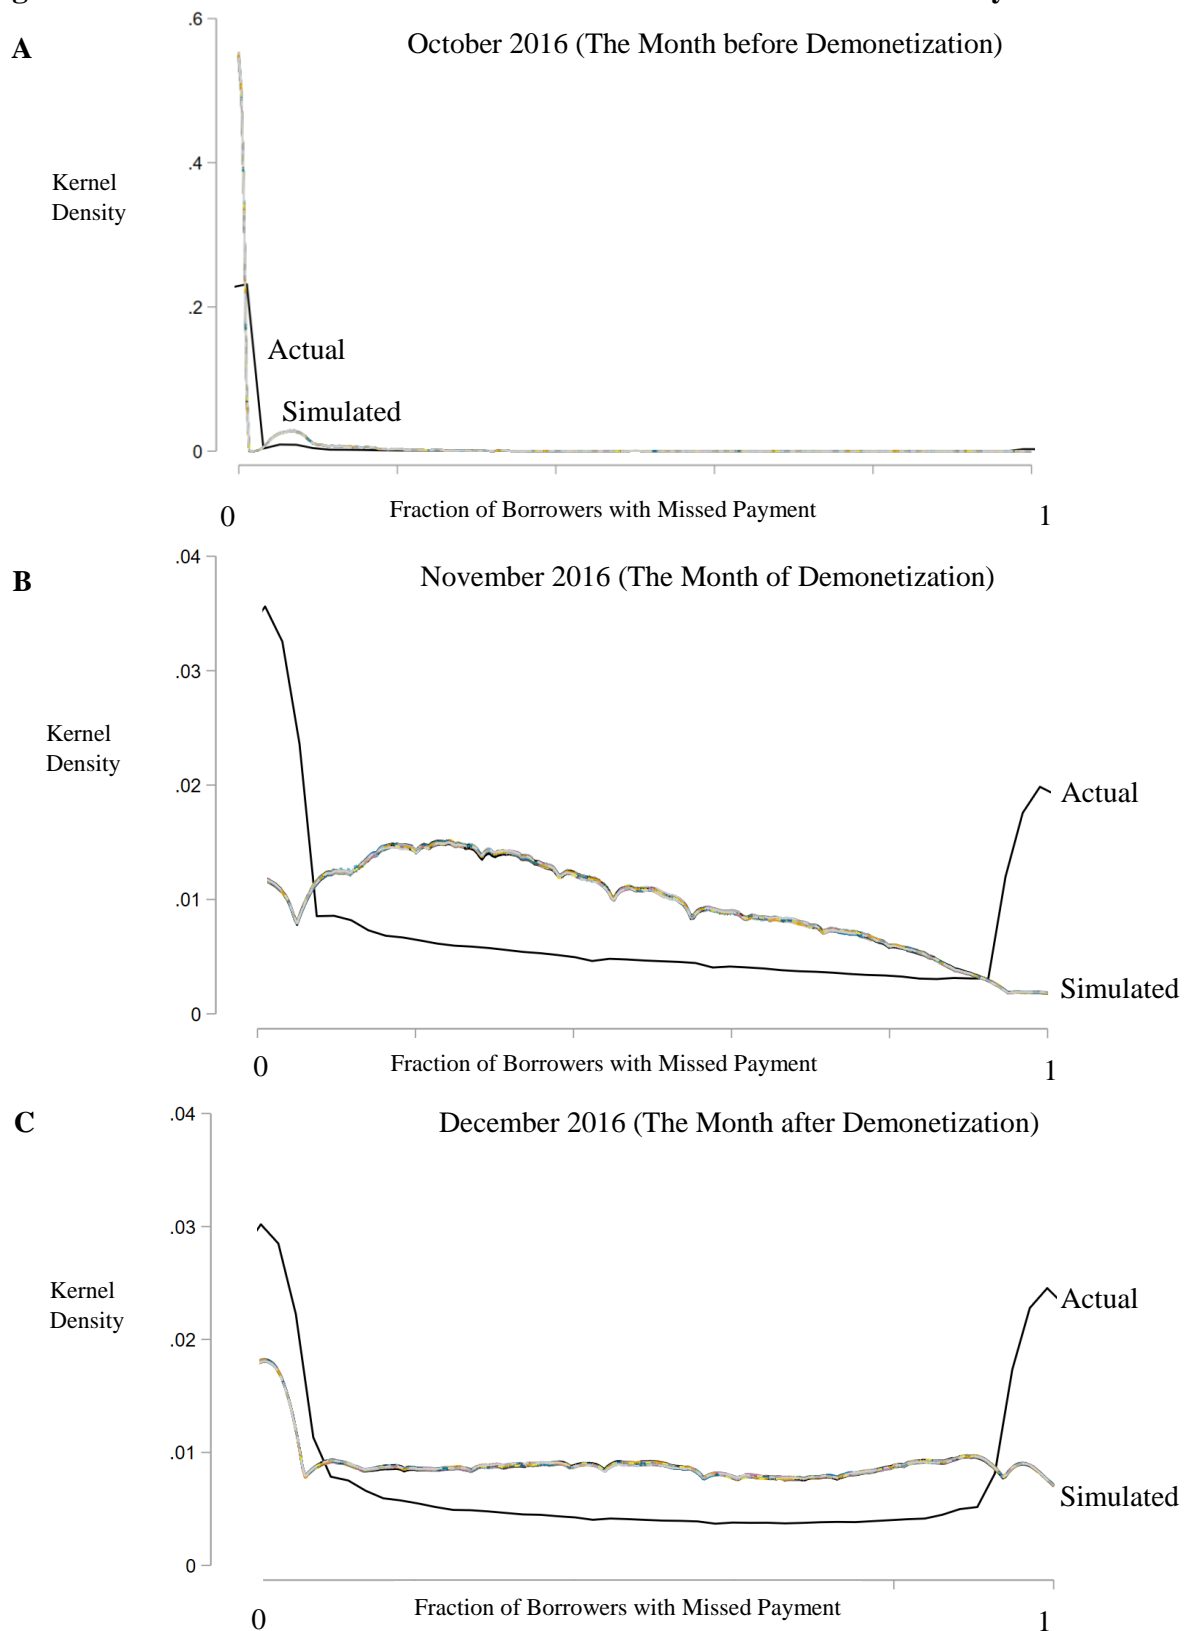 A
October 2016 (The Month before Demonetization)
.6
.4
.2
0
Kernel
Density
Actual
Simulated
0
Fraction of Borrowers with Missed Payment
1
B
November 2016 (The Month of Demonetization)
.04
.03
.02
.01
0
Kernel
Density
Actual
Simulated
0
Fraction of Borrowers with Missed Payment
1
C
December 2016 (The Month after Demonetization)
.04
.03
.02
.01
0
Kernel
Density
Actual
Simulated
0
Fraction of Borrowers with Missed Payment
1